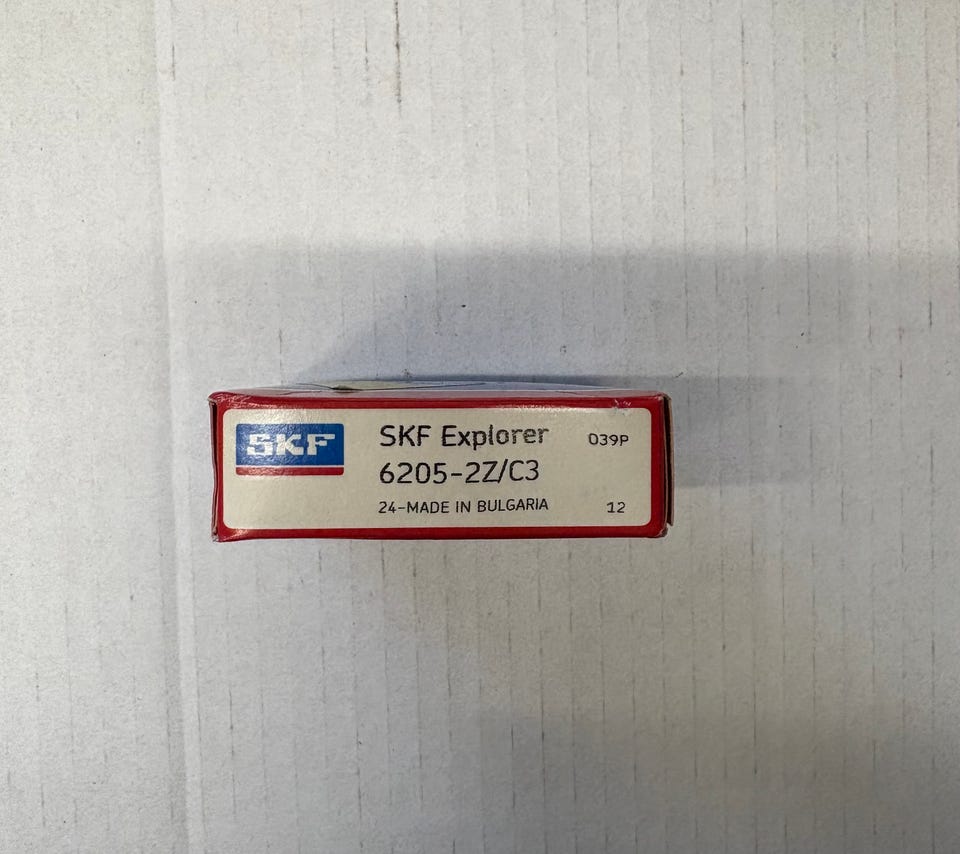 SKF
SKF Explorer 039P
6205-2Z/C3
24-MADE IN BULGARIA 12